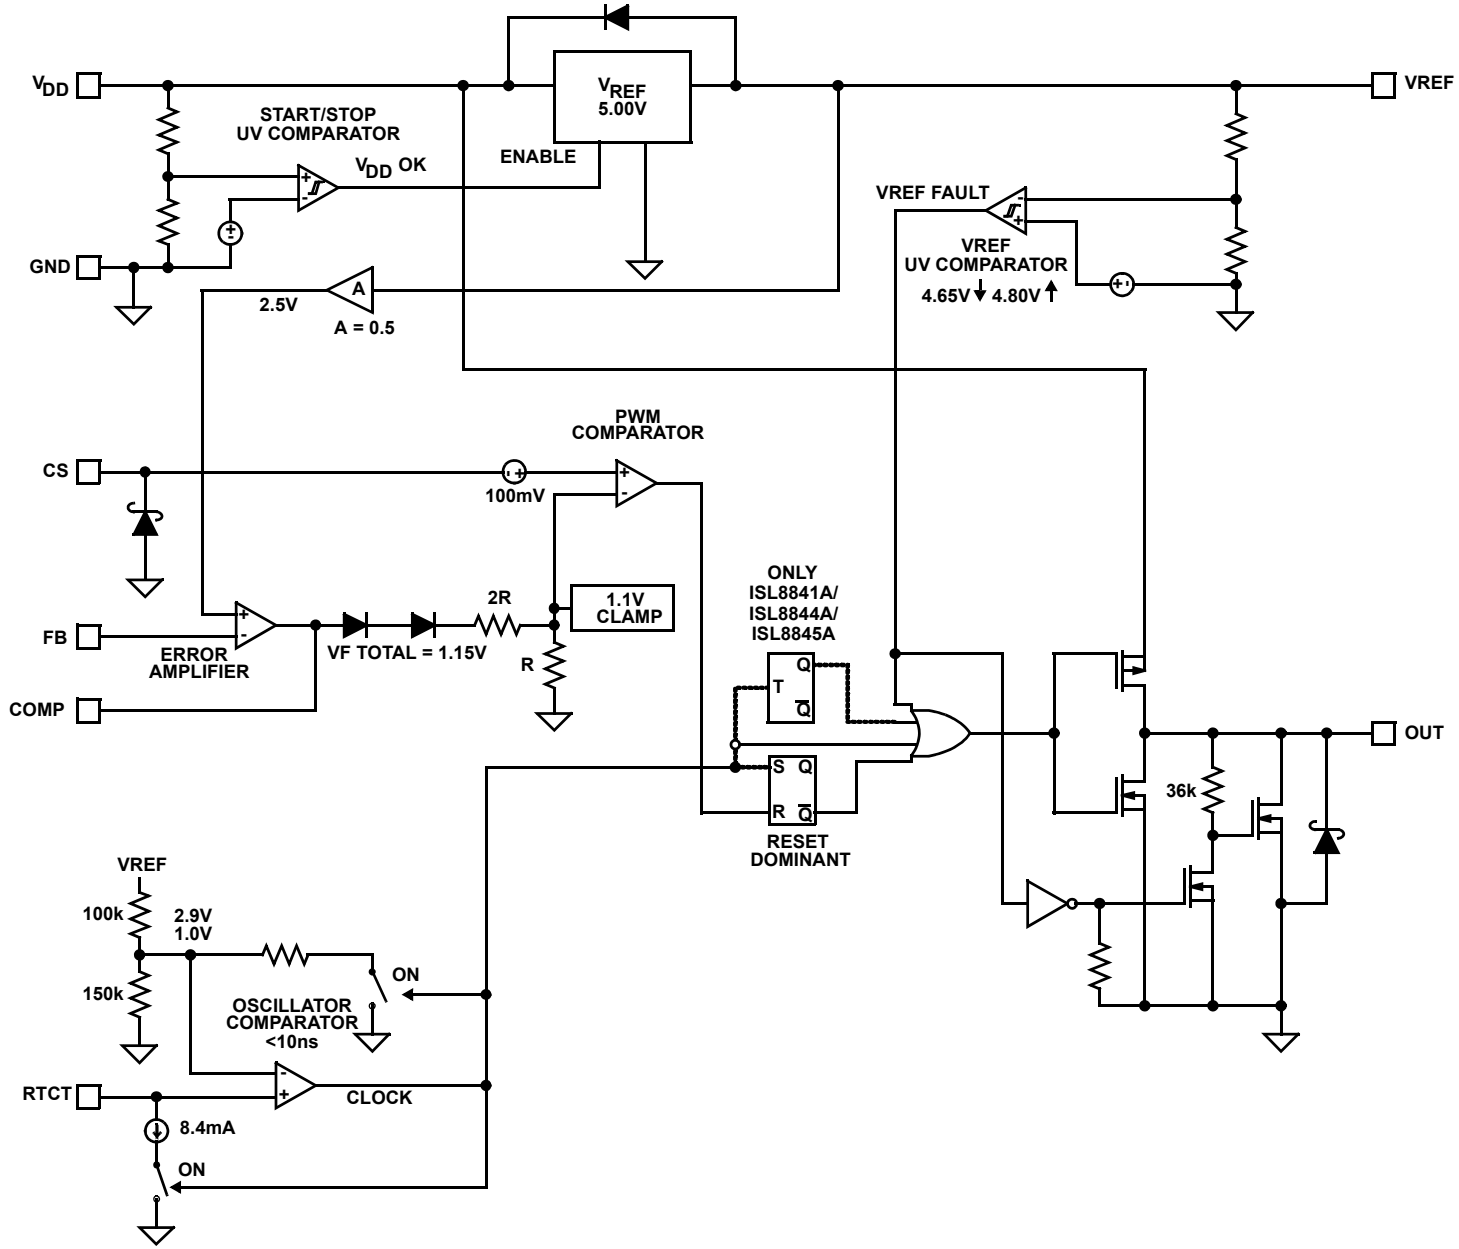 VDD
START/STOP
UV COMPARATOR
+
-
VDD OK
ENABLE
VREF
5.00V
VREF
GND
+
-
2.5V
A
A = 0.5
VREF FAULT
-
+
VREF
UV COMPARATOR
4.65V 4.80V
+ -
PWM
COMPARATOR
CS
- +
100mV
+
-
1.1V
CLAMP
2R
R
FB
+
-
ERROR
AMPLIFIER
VF TOTAL = 1.15V
COMP
ONLY
ISL8841A/
ISL8844A/
ISL8845A
Q
T
Q̅
S Q
R Q̅
RESET
DOMINANT
OUT
36k
VREF
100k
2.9V
1.0V
150k
ON
OSCILLATOR
COMPARATOR
<10ns
-
+
RTCT
CLOCK
8.4mA
ON